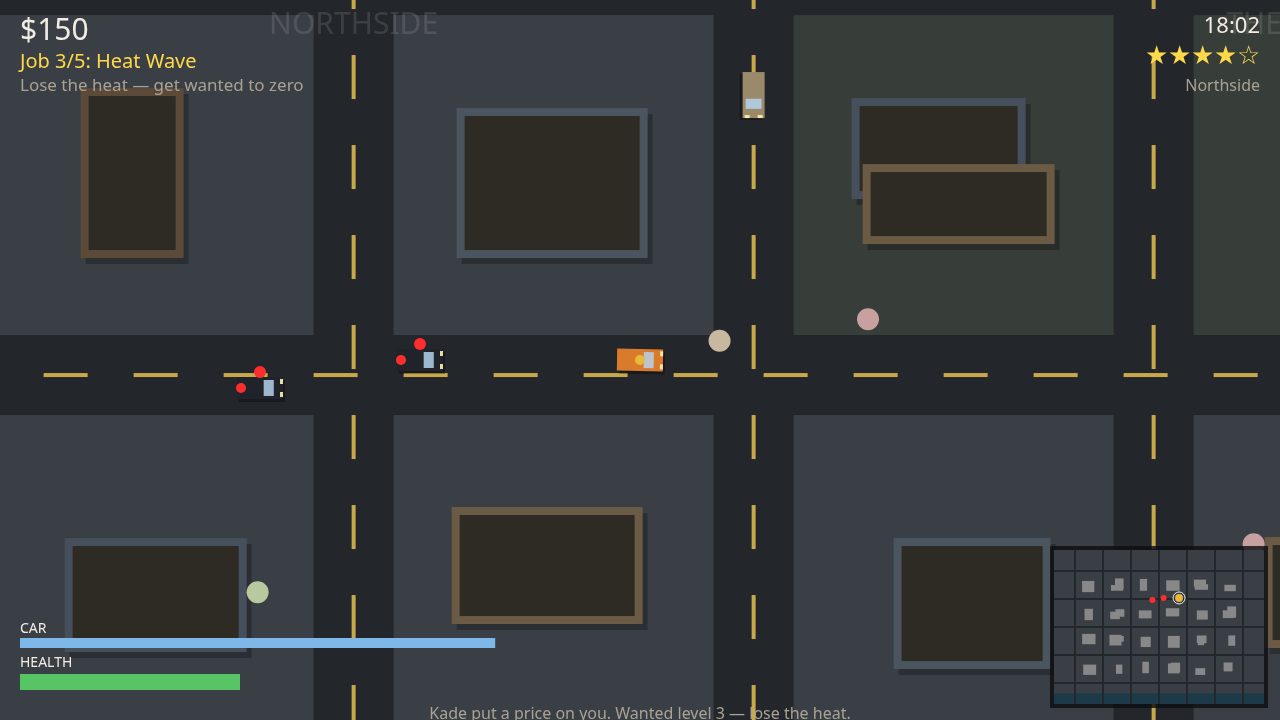 NORTHSIDE
THE
$150
18:02
Job 3/5: Heat Wave
★★★★☆
Lose the heat — get wanted to zero
Northside
CAR
HEALTH
Kade put a price on you. Wanted level 3 — lose the heat.